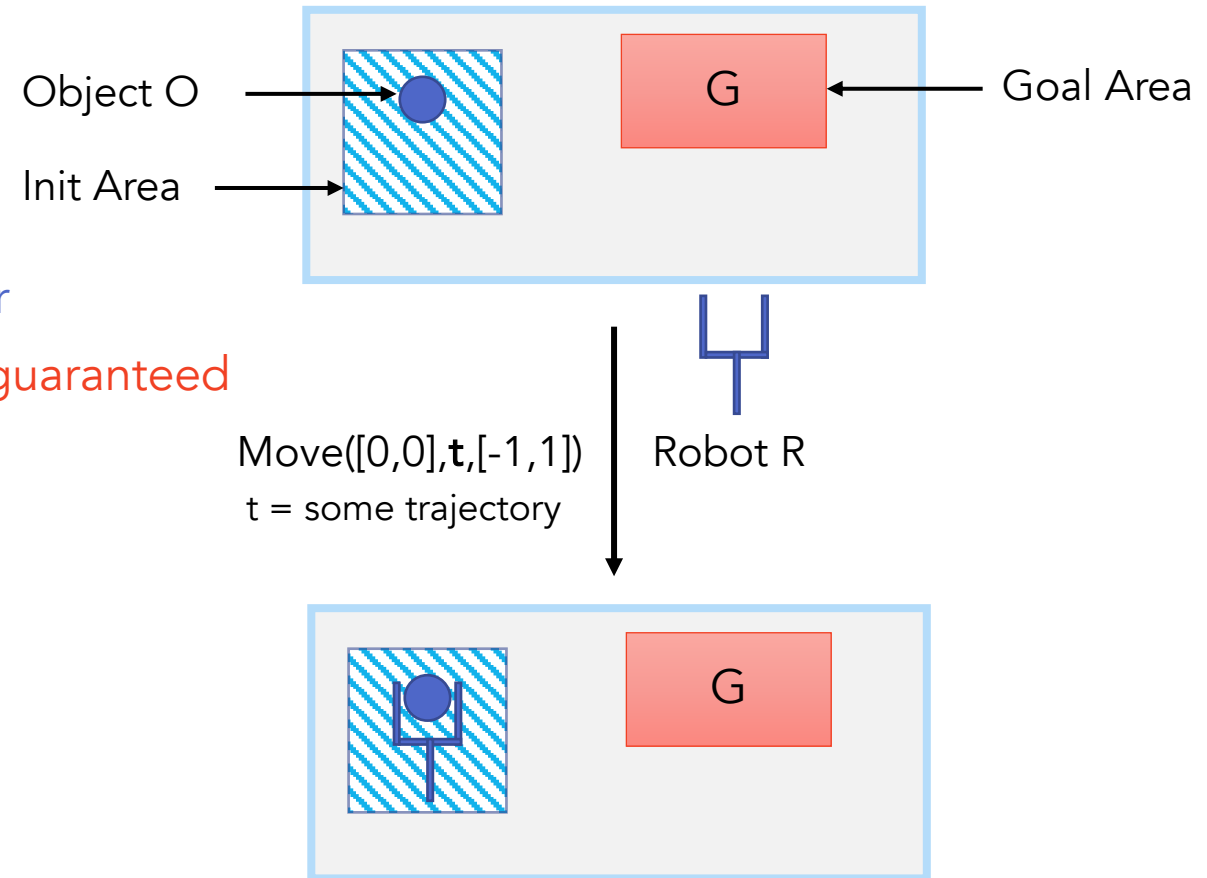 Object O
G
Goal Area
Init Area
r
guaranteed
Move([0,0],t,[-1,1])
Robot R
t = some trajectory
G